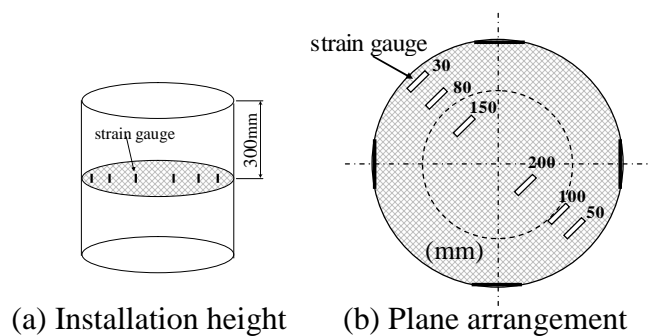 strain gauge
300mm
(a) Installation height
strain gauge
30
80
150
200
100
50
(mm)
(b) Plane arrangement